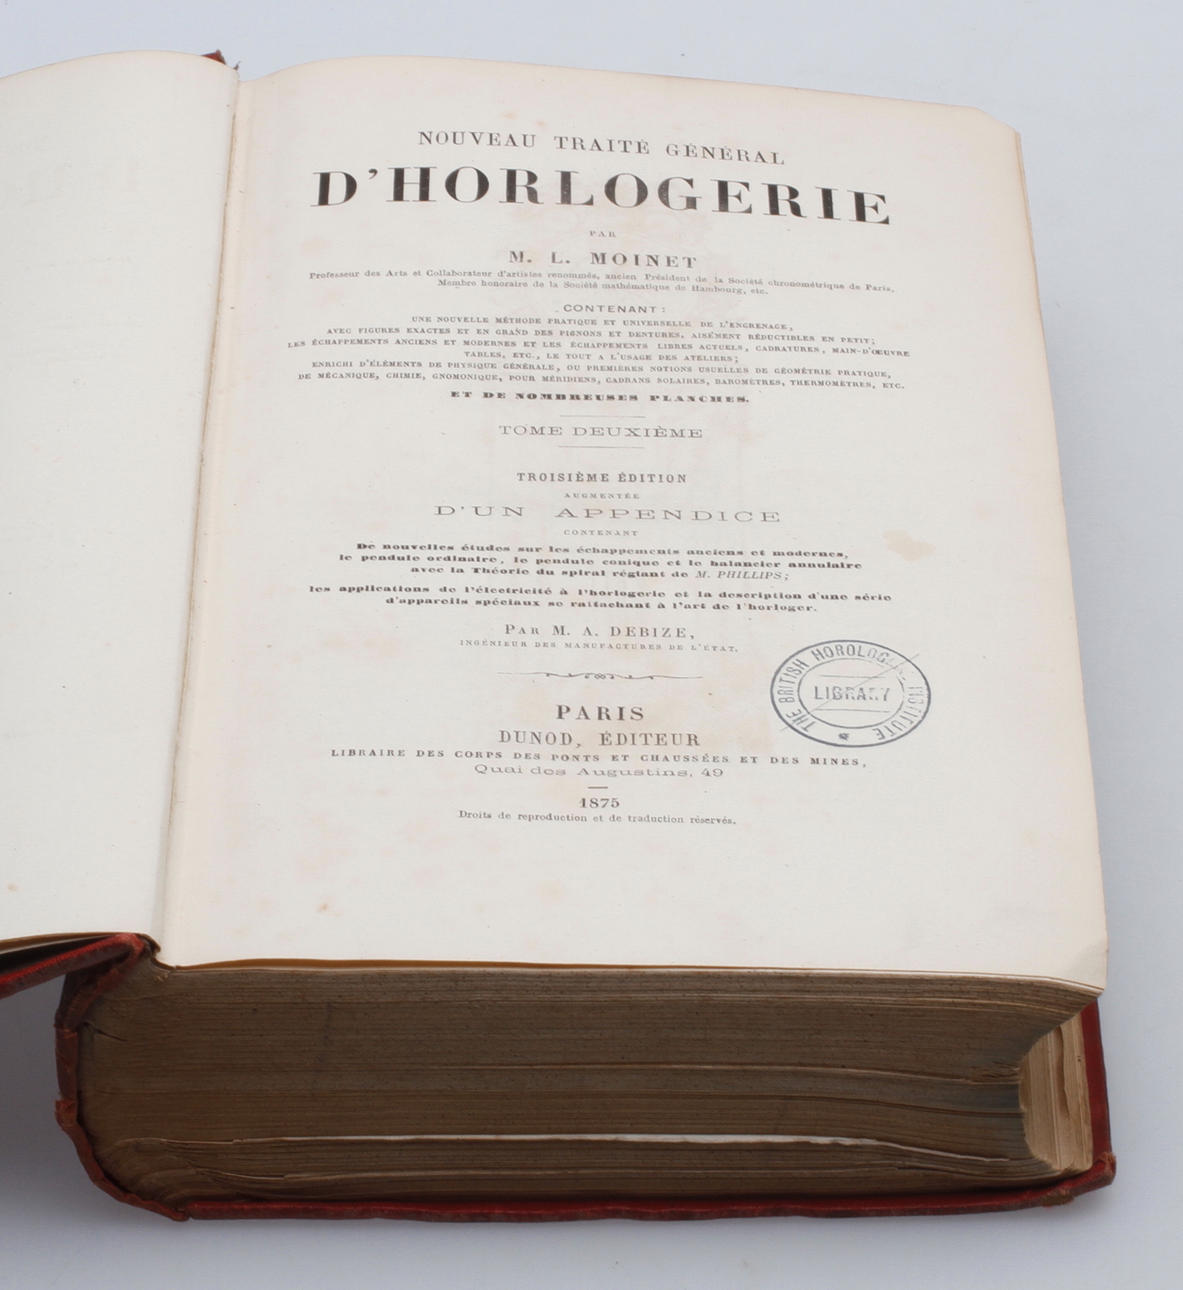 NOUVEAU TRAITÉ GÉNÉRAL
D'HORLOGERIE
PAR
M. L. MOINET
Professeur des Arts et Collaborateur d'artistes renommés, ancien Président de la Société chronométrique de Paris,
Membre honoraire de la Société mathématique de Hambourg, etc.
CONTENANT :
UNE NOUVELLE MÉTHODE PRATIQUE ET UNIVERSELLE DE L'ENGRENAGE,
AVEC FIGURES EXACTES ET EN GRAND DES PIGNONS ET DENTURES, AISÉMENT RÉDUCTIBLES EN PETIT ;
LES ÉCHAPPEMENTS ANCIENS ET MODERNES ET LES ÉCHAPPEMENTS LIBRES ACTUELS, CADRATURES, MAIN-D'ŒUVRE
TABLES, ETC., LE TOUT A L'USAGE DES ATELIERS ;
ENRICHI D'ÉLÉMENTS DE PHYSIQUE GÉNÉRALE, OU PREMIÈRES NOTIONS USUELLES DE GÉOMÉTRIE PRATIQUE,
DE MÉCANIQUE, CHIMIE, GNOMONIQUE, POUR MÉRIDIENS, CADRANS SOLAIRES, BAROMÈTRES, THERMOMÈTRES, ETC.
ET DE NOMBREUSES PLANCHES.
TOME DEUXIÈME
TROISIÈME ÉDITION
AUGMENTÉE
D'UN APPENDICE
CONTENANT
De nouvelles études sur les échappements anciens et modernes,
le pendule ordinaire, le pendule conique et le balancier annulaire
avec la Théorie du spiral réglant de M. PHILLIPS ;
les applications de l'électricité à l'horlogerie et la description d'une série
d'appareils spéciaux se rattachant à l'art de l'horloger.
PAR M. A. DEBIZE,
INGÉNIEUR DES MANUFACTURES DE L'ÉTAT.
THE BRITISH HOROLOGICAL INSTITUTE
LIBRARY
PARIS
DUNOD, ÉDITEUR
LIBRAIRE DES CORPS DES PONTS ET CHAUSSÉES ET DES MINES,
Quai des Augustins, 49
1875
Droits de reproduction et de traduction réservés.